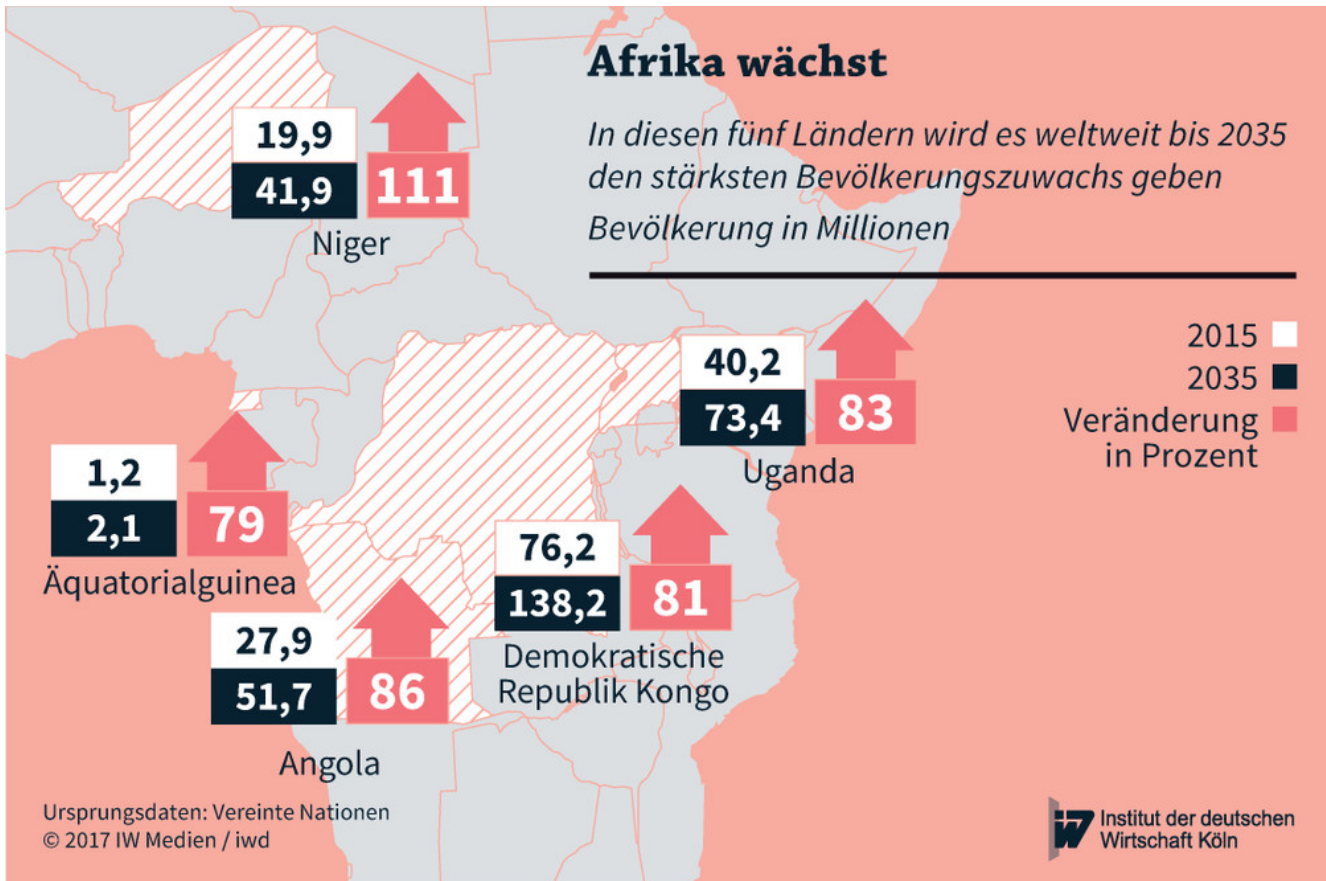 Afrika wächst
In diesen fünf Ländern wird es weltweit bis 2035
den stärksten Bevölkerungszuwachs geben
Bevölkerung in Millionen
2015
2035
Veränderung
in Prozent
19,9
41,9
111
Niger
40,2
73,4
83
Uganda
1,2
2,1
79
Äquatorialguinea
76,2
138,2
81
Demokratische
Republik Kongo
27,9
51,7
86
Angola
Ursprungsdaten: Vereinte Nationen
© 2017 IW Medien / iwd
iW
Institut der deutschen
Wirtschaft Köln